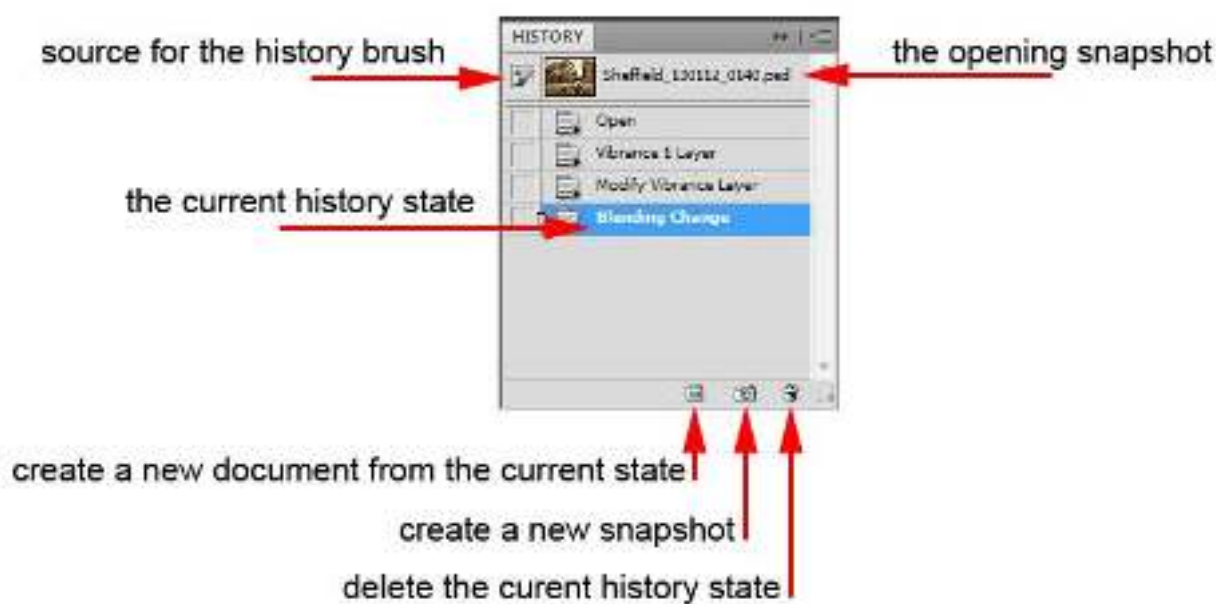 HISTORY
source for the history brush
the opening snapshot
Sheffield_130112_0140.psd
Open
Vibrance 1 Layer
Modify Vibrance Layer
the current history state
Blending Change
create a new document from the current state
create a new snapshot
delete the curent history state